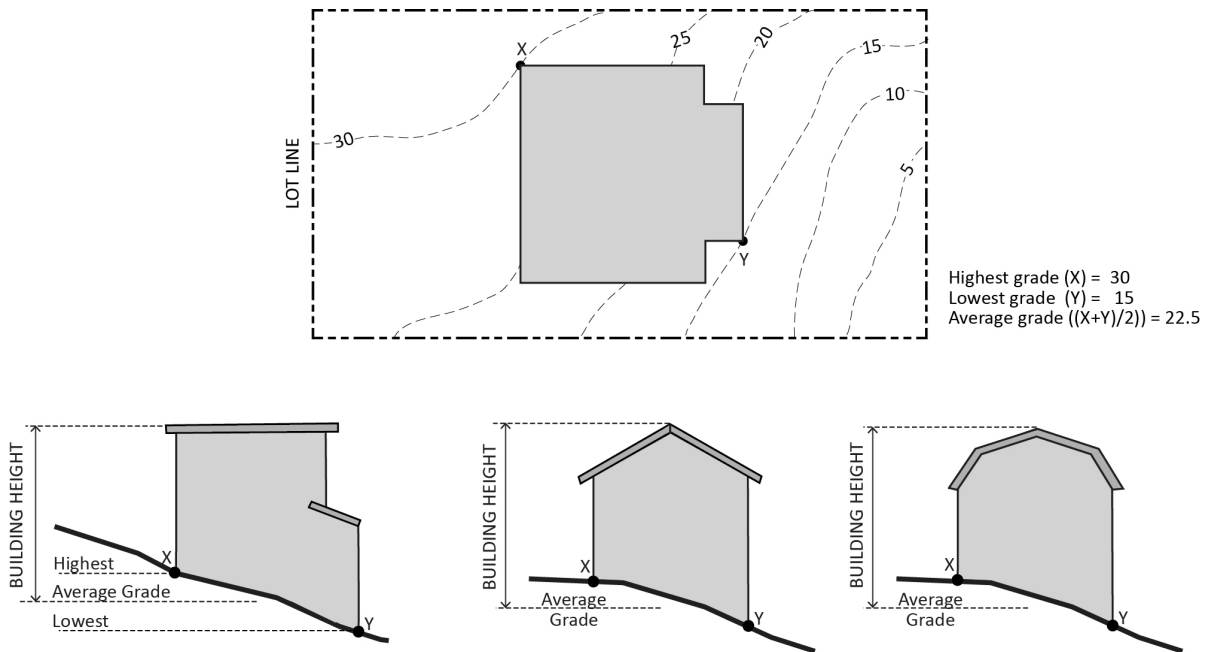 X
25
20
15
10
30
5
LOT LINE
Y
Highest grade (X) = 30
Lowest grade (Y) = 15
Average grade ((X+Y)/2)) = 22.5
BUILDING HEIGHT
X
Highest
Average Grade
Lowest
Y
BUILDING HEIGHT
X
Average
Grade
Y
BUILDING HEIGHT
X
Average
Grade
Y